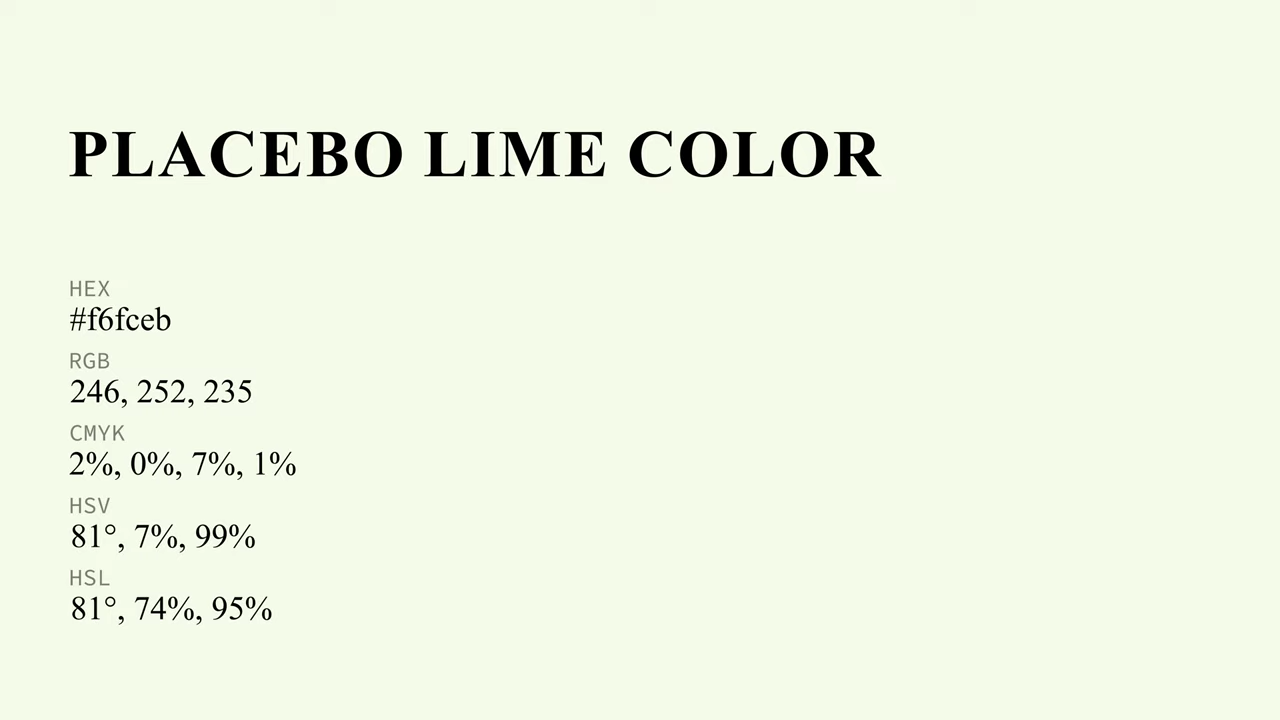 PLACEBO LIME COLOR
HEX
#f6fceb
RGB
246, 252, 235
CMYK
2%, 0%, 7%, 1%
HSV
81°, 7%, 99%
HSL
81°, 74%, 95%